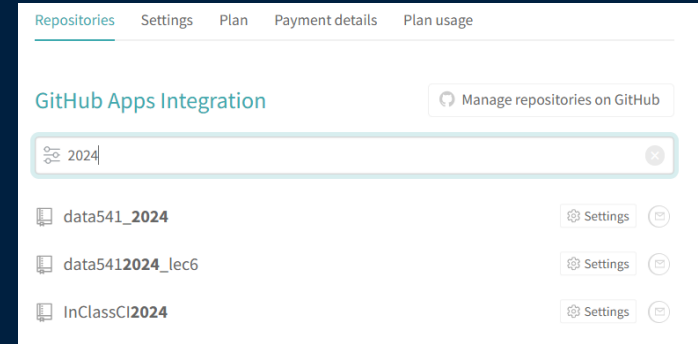 Repositories Settings Plan Payment details Plan usage
GitHub Apps Integration Manage repositories on GitHub
2024
data541_2024 Settings
data5412024_lec6 Settings
InClassCI2024 Settings